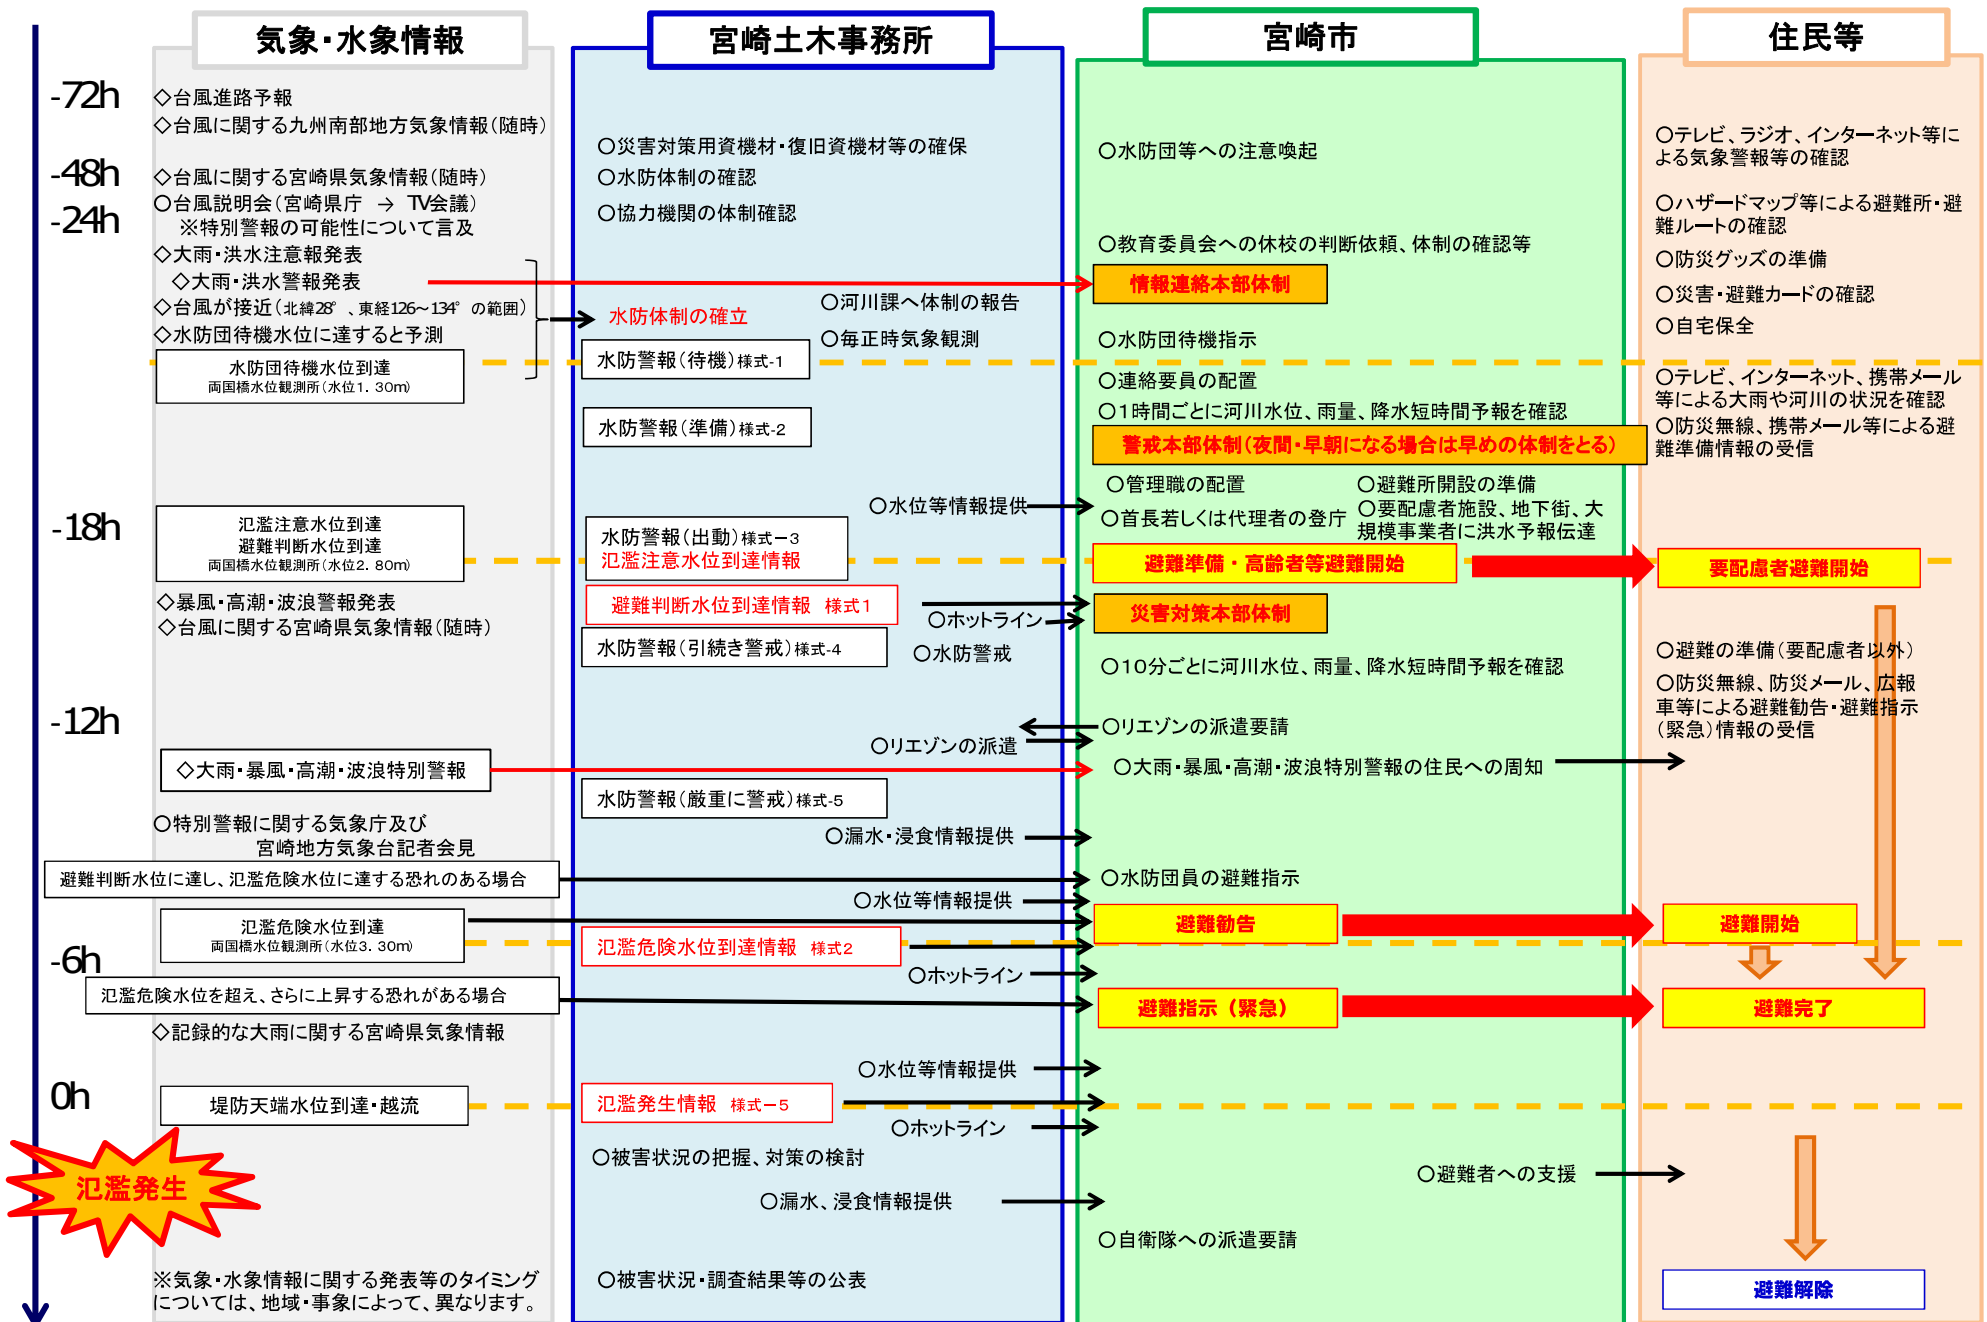 気象・水象情報
宮崎土木事務所
宮崎市
住民等
-72h
-48h
-24h
-18h
-12h
-6h
0h
氾濫発生
◇台風進路予報
◇台風に関する九州南部地方気象情報(随時)
◇台風に関する宮崎県気象情報(随時)
○台風説明会(宮崎県庁 → TV会議)
※特別警報の可能性について言及
◇大雨・洪水注意報発表
◇大雨・洪水警報発表
◇台風が接近(北緯28°、東経126~134°の範囲)
◇水防団待機水位に達すると予測
水防団待機水位到達
両国橋水位観測所(水位1.30m)
氾濫注意水位到達
避難判断水位到達
両国橋水位観測所(水位2.80m)
◇暴風・高潮・波浪警報発表
◇台風に関する宮崎県気象情報(随時)
◇大雨・暴風・高潮・波浪特別警報
○特別警報に関する気象庁及び
宮崎地方気象台記者会見
避難判断水位に達し、氾濫危険水位に達する恐れのある場合
氾濫危険水位到達
両国橋水位観測所(水位3.30m)
氾濫危険水位を超え、さらに上昇する恐れがある場合
◇記録的な大雨に関する宮崎県気象情報
堤防天端水位到達・越流
※気象・水象情報に関する発表等のタイミング
については、地域・事象によって、異なります。
○災害対策用資機材・復旧資機材等の確保
○水防体制の確認
○協力機関の体制確認
水防体制の確立
○河川課へ体制の報告
○毎正時気象観測
水防警報(待機)様式-1
水防警報(準備)様式-2
○水位等情報提供
水防警報(出動)様式-3
氾濫注意水位到達情報
避難判断水位到達情報 様式1
○ホットライン
水防警報(引続き警戒)様式-4
○水防警戒
○リエゾンの派遣
水防警報(厳重に警戒)様式-5
○漏水・浸食情報提供
○水位等情報提供
氾濫危険水位到達情報 様式2
○ホットライン
○水位等情報提供
氾濫発生情報 様式-5
○ホットライン
○被害状況の把握、対策の検討
○漏水、浸食情報提供
○被害状況・調査結果等の公表
○水防団等への注意喚起
○教育委員会への休校の判断依頼、体制の確認等
情報連絡本部体制
○水防団待機指示
○連絡要員の配置
○1時間ごとに河川水位、雨量、降水短時間予報を確認
警戒本部体制(夜間・早朝になる場合は早めの体制をとる)
○管理職の配置
○避難所開設の準備
○首長若しくは代理者の登庁
○要配慮者施設、地下街、大
規模事業者に洪水予報伝達
避難準備・高齢者等避難開始
災害対策本部体制
○10分ごとに河川水位、雨量、降水短時間予報を確認
○リエゾンの派遣要請
○大雨・暴風・高潮・波浪特別警報の住民への周知
○水防団員の避難指示
避難勧告
避難指示(緊急)
○避難者への支援
○自衛隊への派遣要請
○テレビ、ラジオ、インターネット等に
よる気象警報等の確認
○ハザードマップ等による避難所・避
難ルートの確認
○防災グッズの準備
○災害・避難カードの確認
○自宅保全
○テレビ、インターネット、携帯メール
等による大雨や河川の状況を確認
○防災無線、携帯メール等による避
難準備情報の受信
要配慮者避難開始
○避難の準備(要配慮者以外)
○防災無線、防災メール、広報
車等による避難勧告・避難指示
(緊急)情報の受信
避難開始
避難完了
避難解除